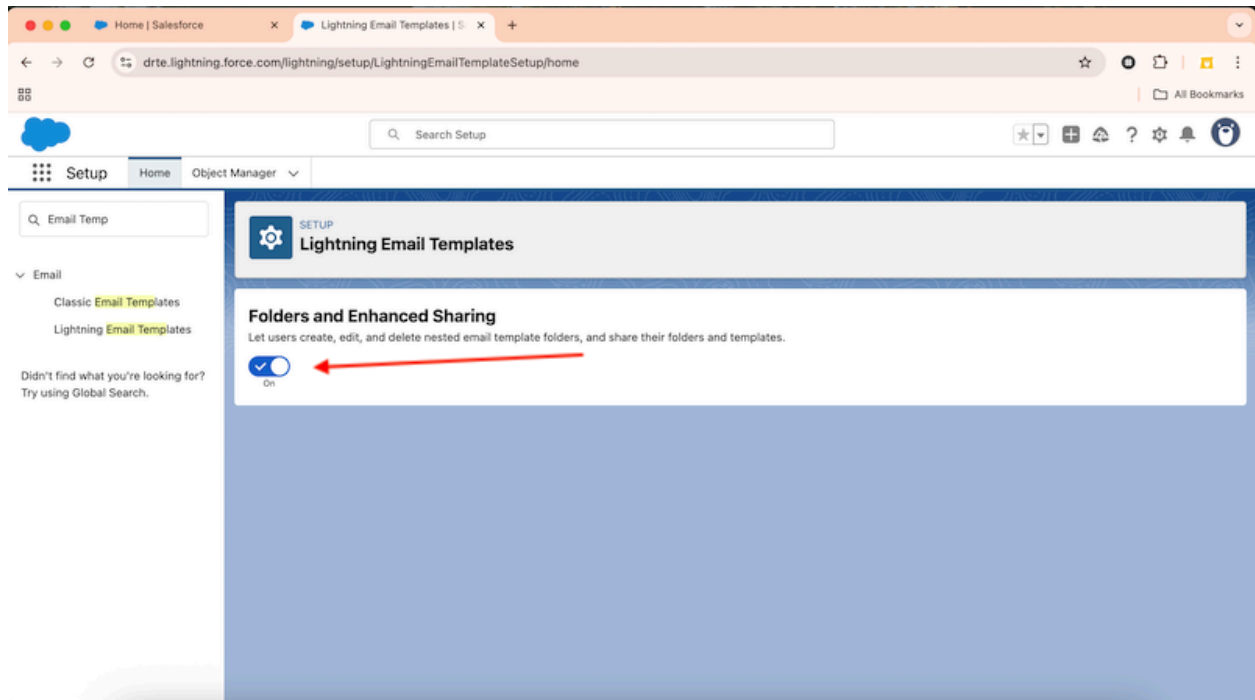 Home | Salesforce
Lightning Email Templates | S
drte.lightning.force.com/lightning/setup/LightningEmailTemplateSetup/home
All Bookmarks
Search Setup
Setup
Home
Object Manager
Email Temp
SETUP
Lightning Email Templates
Email
Classic Email Templates
Lightning Email Templates
Didn't find what you're looking for?
Try using Global Search.
Folders and Enhanced Sharing
Let users create, edit, and delete nested email template folders, and share their folders and templates.
On